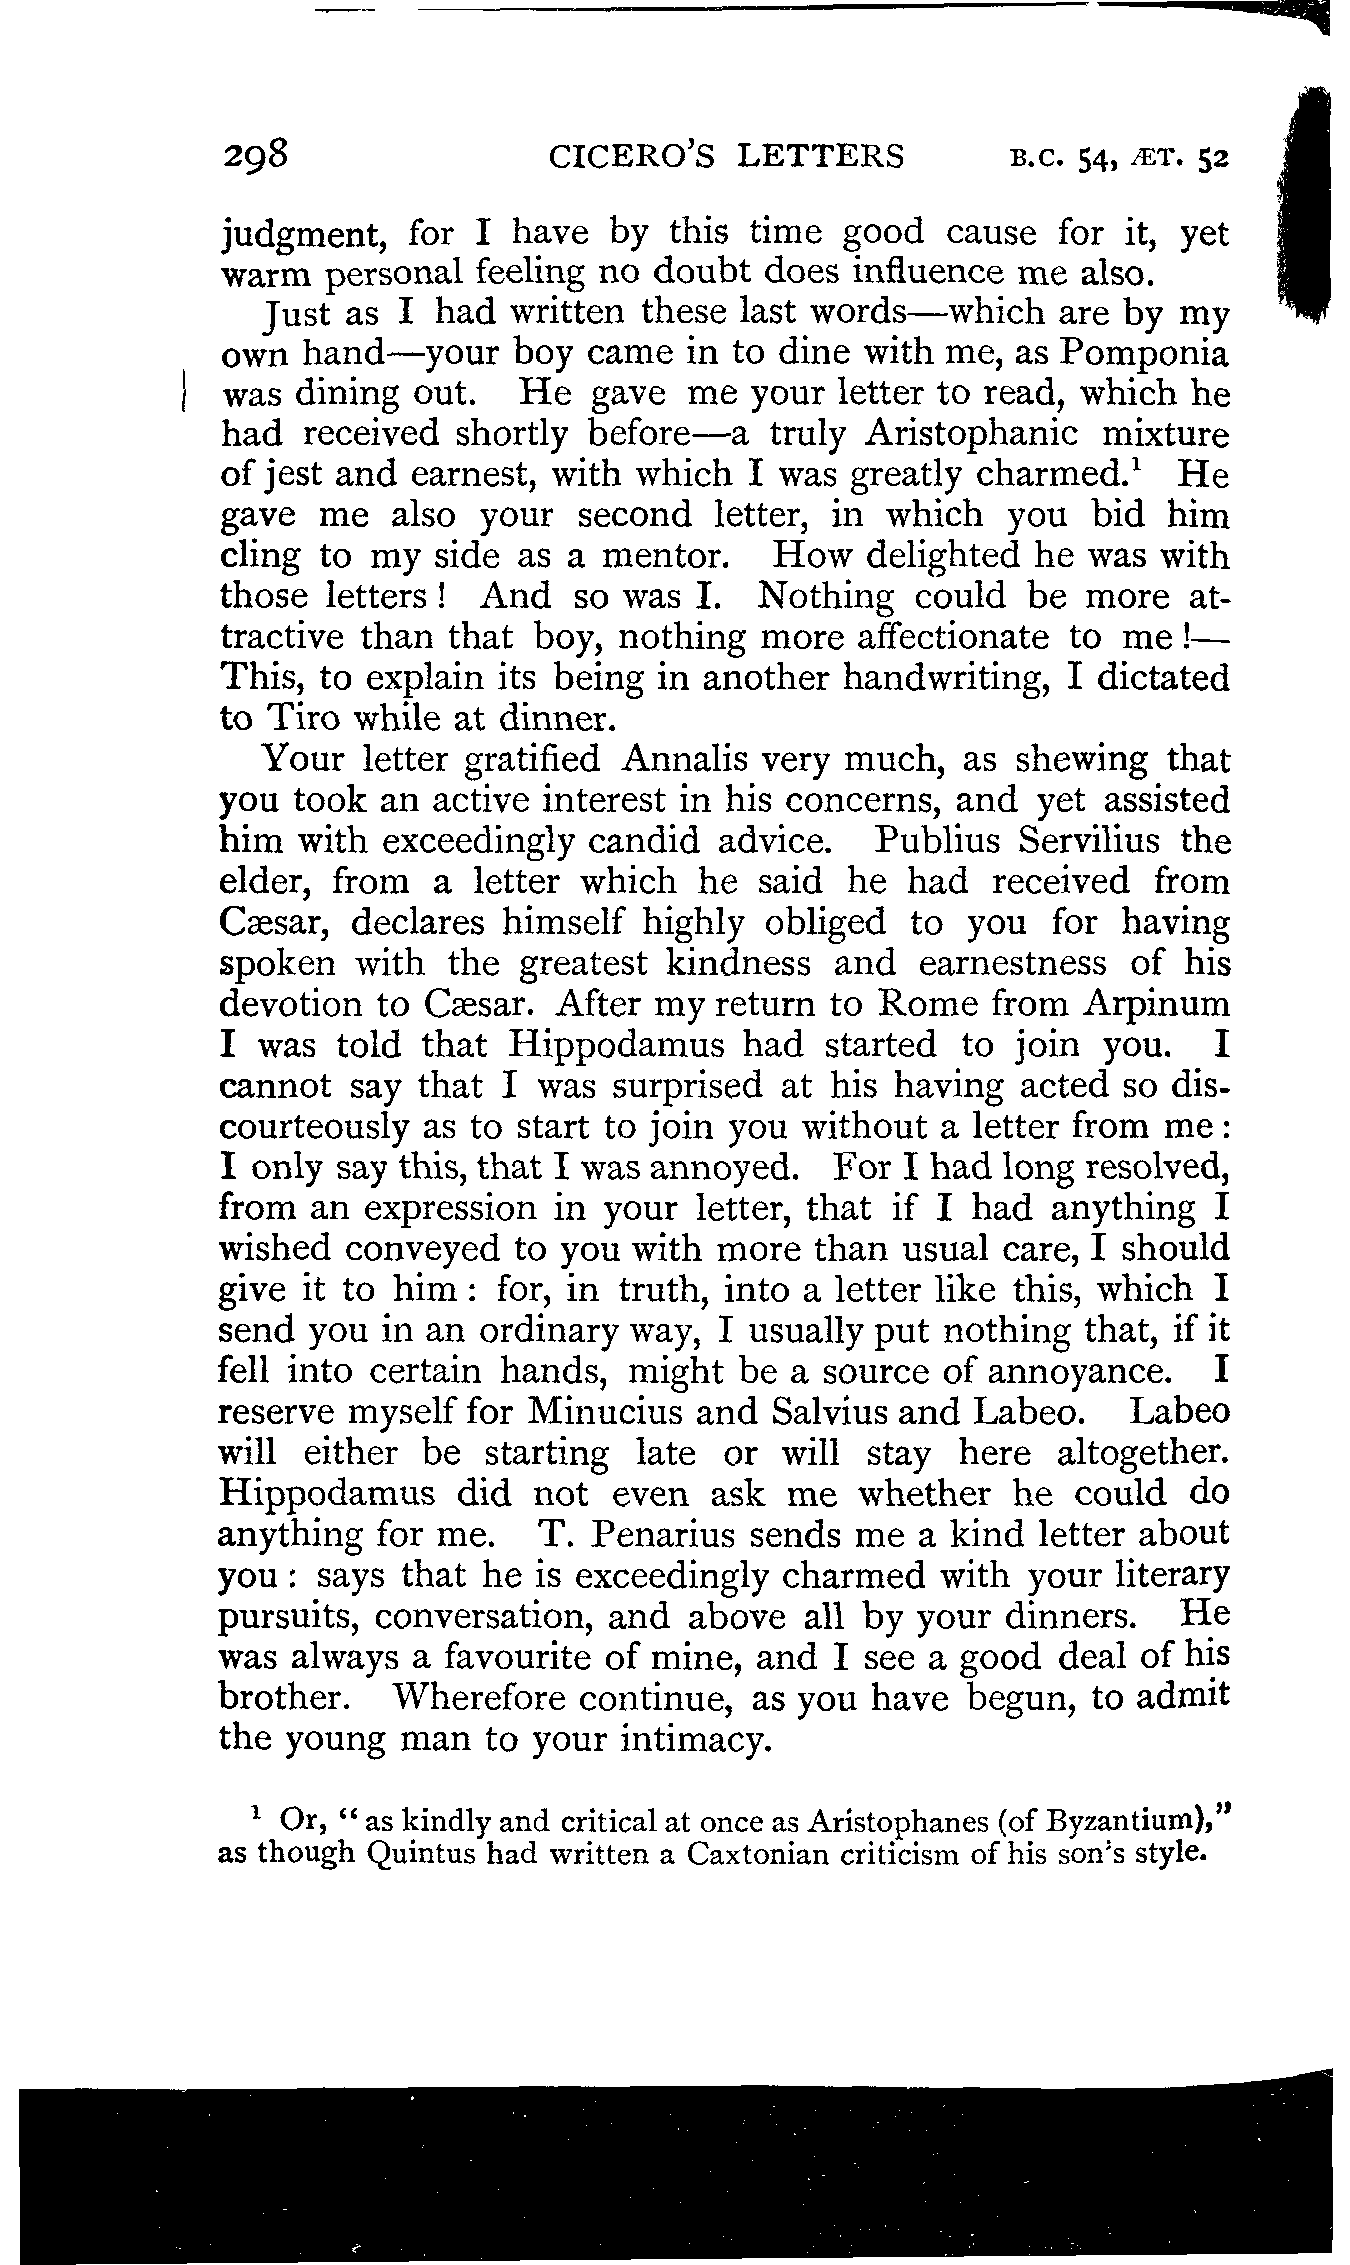 298 CICERO'S LETTERS B.C. 54, ÆT. 52
judgment, for I have by this time good cause for it, yet
warm personal feeling no doubt does influence me also.
Just as I had written these last words—which are by my
own hand—your boy came in to dine with me, as Pomponia
was dining out. He gave me your letter to read, which he
had received shortly before—a truly Aristophanic mixture
of jest and earnest, with which I was greatly charmed.¹ He
gave me also your second letter, in which you bid him
cling to my side as a mentor. How delighted he was with
those letters! And so was I. Nothing could be more at-
tractive than that boy, nothing more affectionate to me!—
This, to explain its being in another handwriting, I dictated
to Tiro while at dinner.
Your letter gratified Annalis very much, as shewing that
you took an active interest in his concerns, and yet assisted
him with exceedingly candid advice. Publius Servilius the
elder, from a letter which he said he had received from
Cæsar, declares himself highly obliged to you for having
spoken with the greatest kindness and earnestness of his
devotion to Cæsar. After my return to Rome from Arpinum
I was told that Hippodamus had started to join you. I
cannot say that I was surprised at his having acted so dis-
courteously as to start to join you without a letter from me:
I only say this, that I was annoyed. For I had long resolved,
from an expression in your letter, that if I had anything I
wished conveyed to you with more than usual care, I should
give it to him: for, in truth, into a letter like this, which I
send you in an ordinary way, I usually put nothing that, if it
fell into certain hands, might be a source of annoyance. I
reserve myself for Minucius and Salvius and Labeo. Labeo
will either be starting late or will stay here altogether.
Hippodamus did not even ask me whether he could do
anything for me. T. Penarius sends me a kind letter about
you: says that he is exceedingly charmed with your literary
pursuits, conversation, and above all by your dinners. He
was always a favourite of mine, and I see a good deal of his
brother. Wherefore continue, as you have begun, to admit
the young man to your intimacy.
¹ Or, "as kindly and critical at once as Aristophanes (of Byzantium),"
as though Quintus had written a Caxtonian criticism of his son's style.